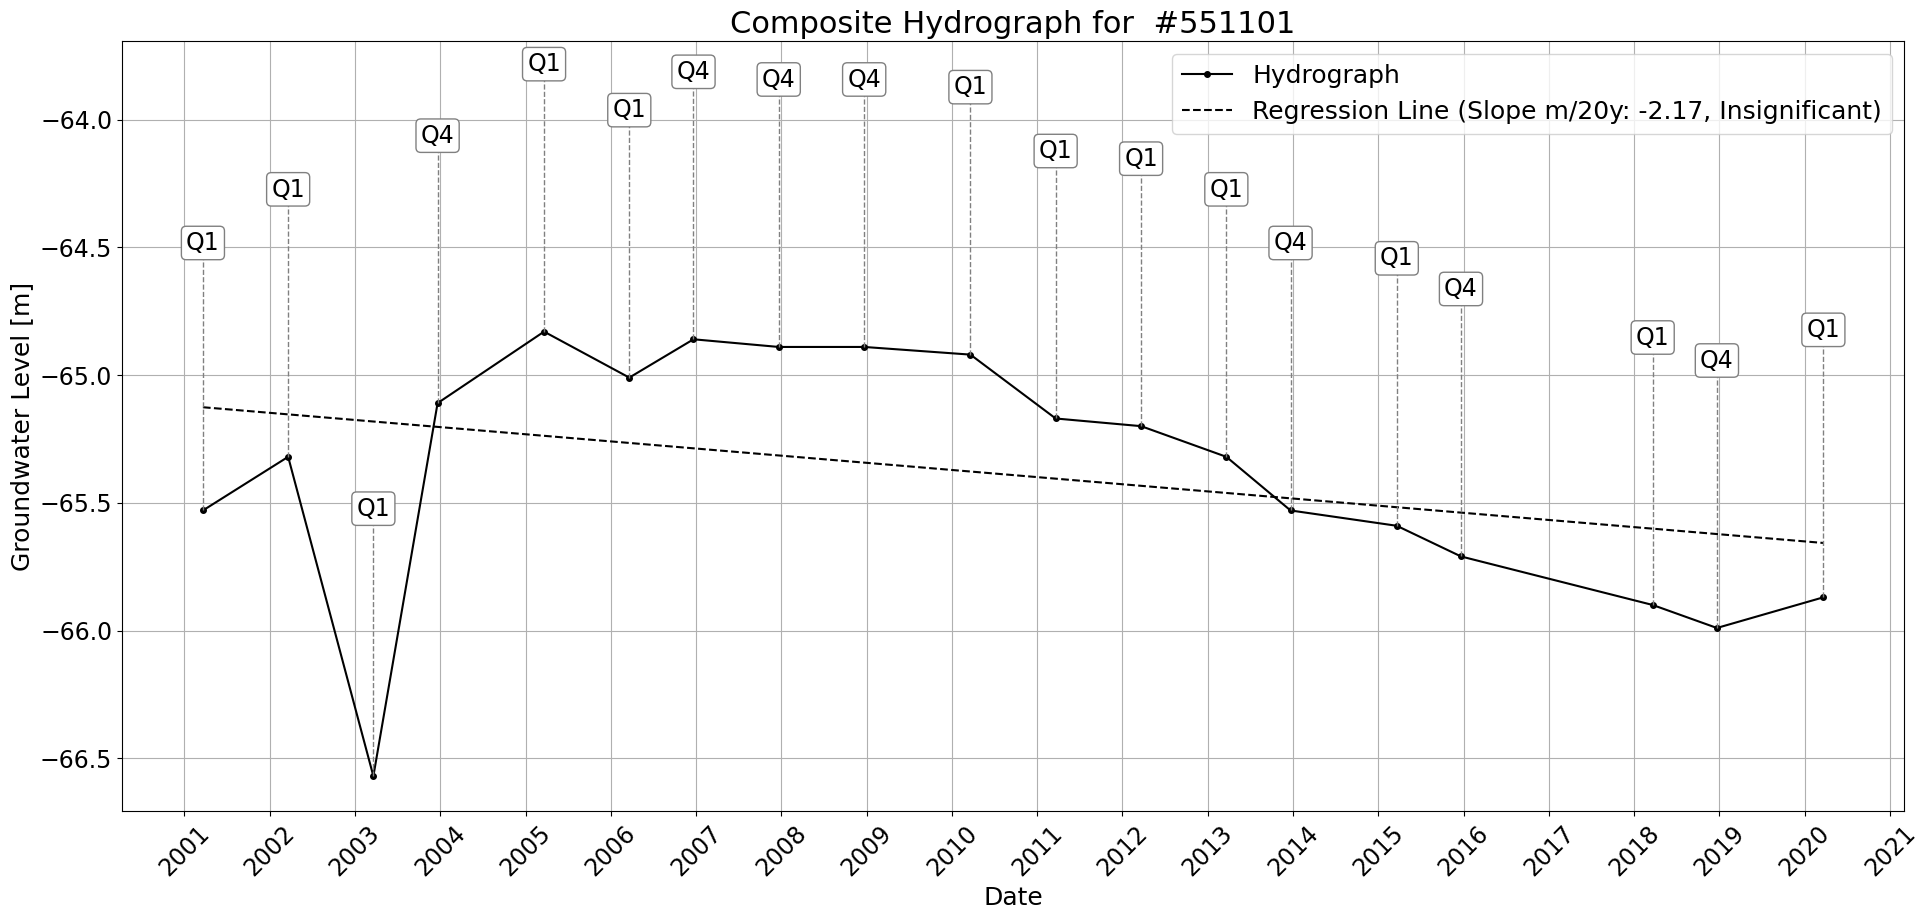 Composite Hydrograph for  #551101
Hydrograph
Regression Line (Slope m/20y: -2.17, Insignificant)
Groundwater Level [m]
−64.0
−64.5
−65.0
−65.5
−66.0
−66.5
Q1
Q1
Q1
Q4
Q1
Q1
Q4
Q4
Q4
Q1
Q1
Q1
Q1
Q4
Q1
Q4
Q1
Q4
Q1
2001
2002
2003
2004
2005
2006
2007
2008
2009
2010
2011
2012
2013
2014
2015
2016
2017
2018
2019
2020
2021
Date